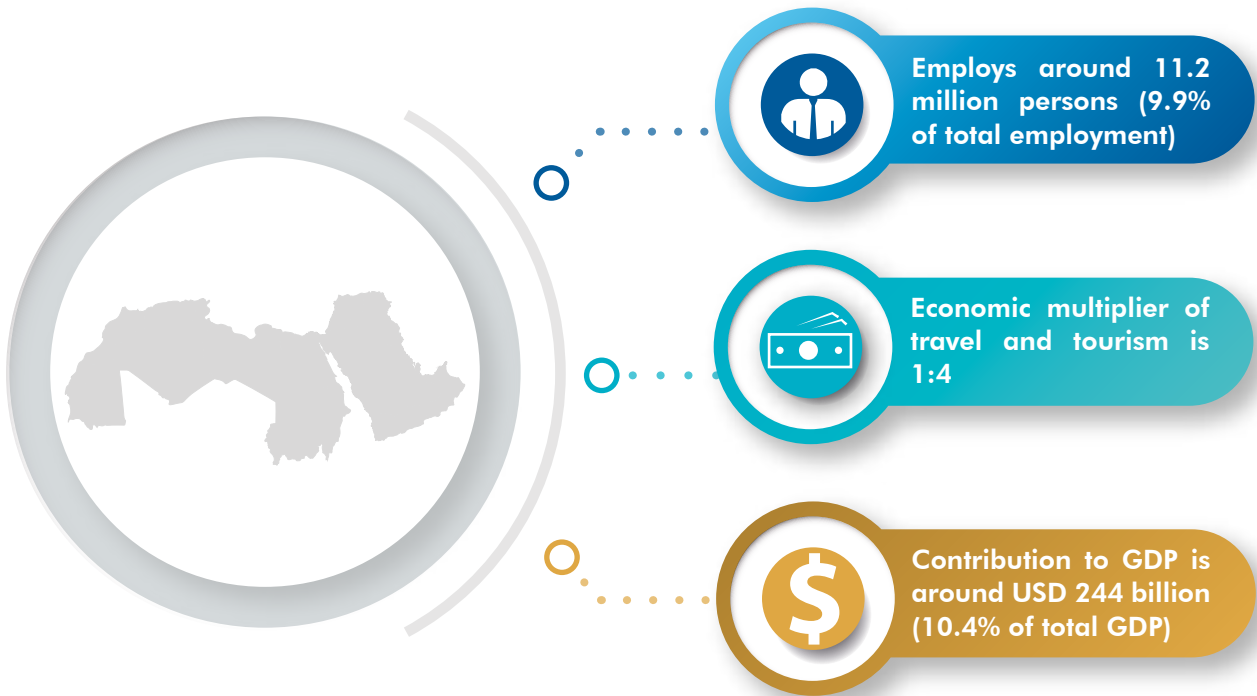 Employs around 11.2
million persons (9.9%
of total employment)
Economic multiplier of
travel and tourism is
1:4
Contribution to GDP is
around USD 244 billion
(10.4% of total GDP)